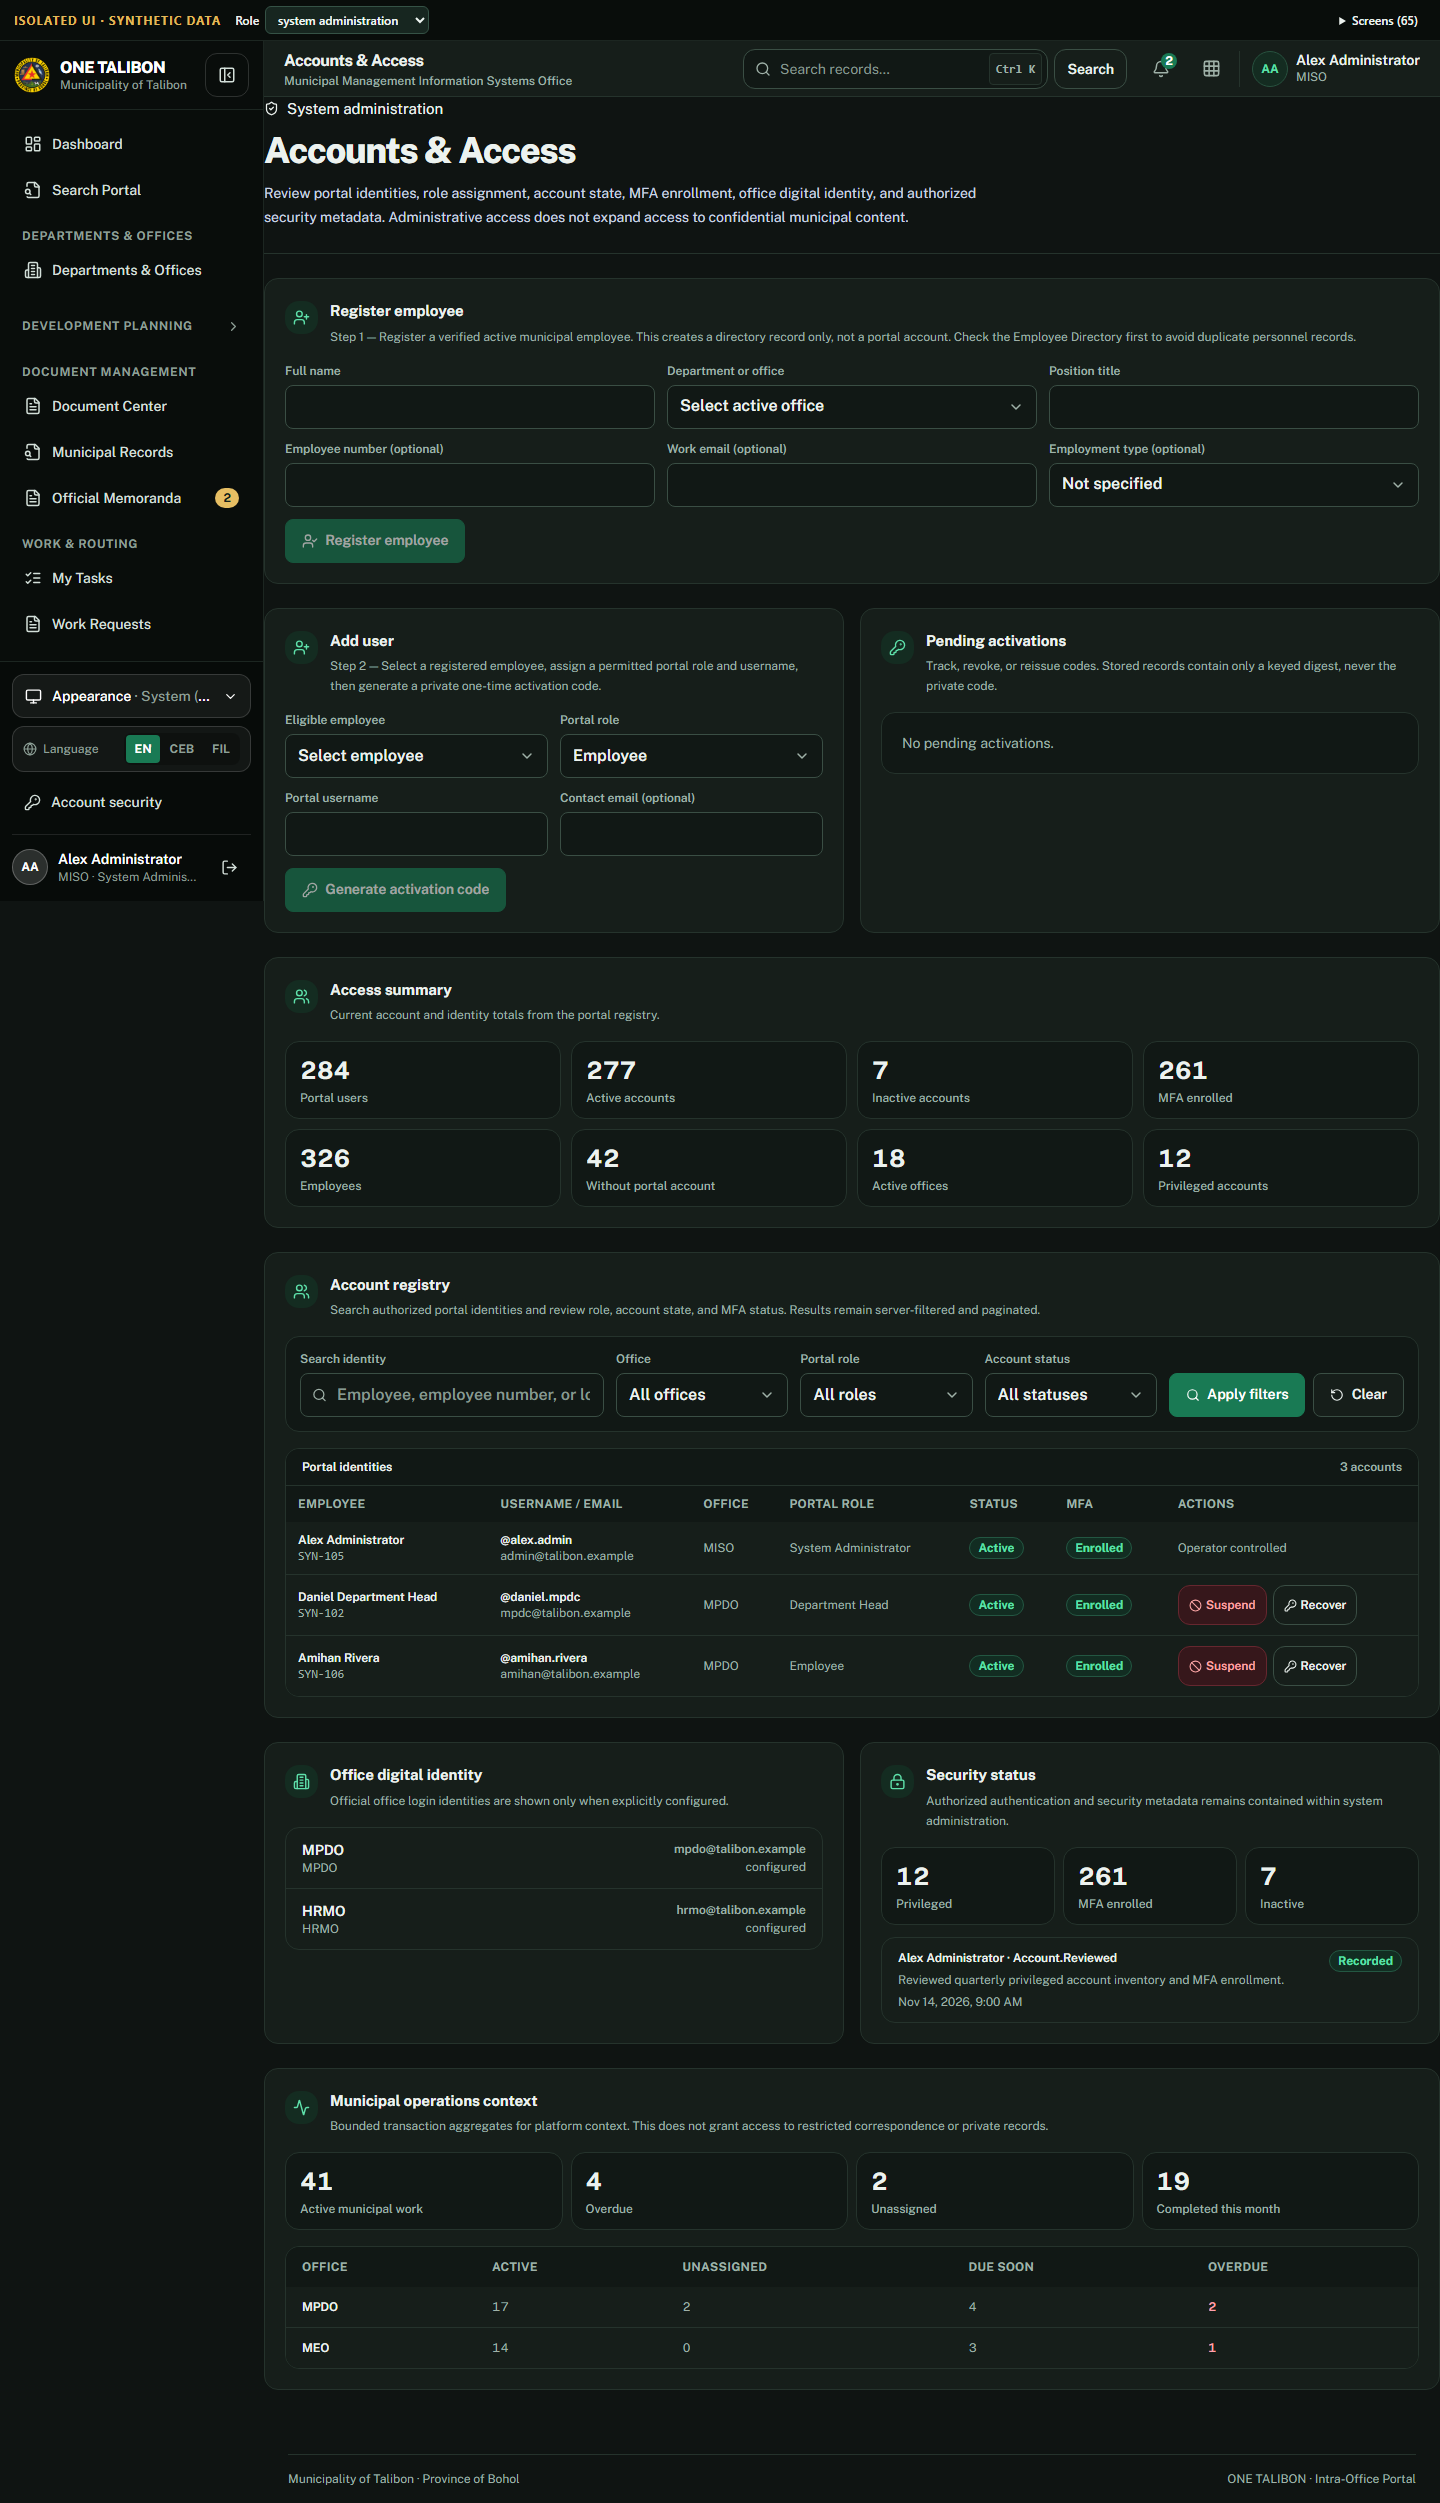 ISOLATED UI · SYNTHETIC DATA Role system administration Screens (65)
ONE TALIBON
Municipality of Talibon
Accounts & Access
Municipal Management Information Systems Office
Search records... Ctrl K Search 2 AA Alex Administrator
MISO
Dashboard
Search Portal
DEPARTMENTS & OFFICES
Departments & Offices
DEVELOPMENT PLANNING
DOCUMENT MANAGEMENT
Document Center
Municipal Records
Official Memoranda 2
WORK & ROUTING
My Tasks
Work Requests
Appearance · System (...
Language EN CEB FIL
Account security
AA Alex Administrator
MISO · System Adminis...
System administration
Accounts & Access
Review portal identities, role assignment, account state, MFA enrollment, office digital identity, and authorized
security metadata. Administrative access does not expand access to confidential municipal content.
Register employee
Step 1 — Register a verified active municipal employee. This creates a directory record only, not a portal account. Check the Employee Directory first to avoid duplicate personnel records.
Full name Department or office Position title
Select active office
Employee number (optional) Work email (optional) Employment type (optional)
Not specified
Register employee
Add user
Step 2 — Select a registered employee, assign a permitted portal role and username,
then generate a private one-time activation code.
Eligible employee Portal role
Select employee Employee
Portal username Contact email (optional)
Generate activation code
Pending activations
Track, revoke, or reissue codes. Stored records contain only a keyed digest, never the
private code.
No pending activations.
Access summary
Current account and identity totals from the portal registry.
284 277 7 261
Portal users Active accounts Inactive accounts MFA enrolled
326 42 18 12
Employees Without portal account Active offices Privileged accounts
Account registry
Search authorized portal identities and review role, account state, and MFA status. Results remain server-filtered and paginated.
Search identity Office Portal role Account status
Employee, employee number, or lo All offices All roles All statuses Apply filters Clear
Portal identities 3 accounts
EMPLOYEE USERNAME / EMAIL OFFICE PORTAL ROLE STATUS MFA ACTIONS
Alex Administrator @alex.admin MISO System Administrator Active Enrolled Operator controlled
SYN-105 admin@talibon.example
Daniel Department Head @daniel.mpdc MPDO Department Head Active Enrolled Suspend Recover
SYN-102 mpdc@talibon.example
Amihan Rivera @amihan.rivera MPDO Employee Active Enrolled Suspend Recover
SYN-106 amihan@talibon.example
Office digital identity
Official office login identities are shown only when explicitly configured.
MPDO mpdo@talibon.example
MPDO configured
HRMO hrmo@talibon.example
HRMO configured
Security status
Authorized authentication and security metadata remains contained within system
administration.
12 261 7
Privileged MFA enrolled Inactive
Alex Administrator · Account.Reviewed Recorded
Reviewed quarterly privileged account inventory and MFA enrollment.
Nov 14, 2026, 9:00 AM
Municipal operations context
Bounded transaction aggregates for platform context. This does not grant access to restricted correspondence or private records.
41 4 2 19
Active municipal work Overdue Unassigned Completed this month
OFFICE ACTIVE UNASSIGNED DUE SOON OVERDUE
MPDO 17 2 4 2
MEO 14 0 3 1
Municipality of Talibon · Province of Bohol ONE TALIBON · Intra-Office Portal